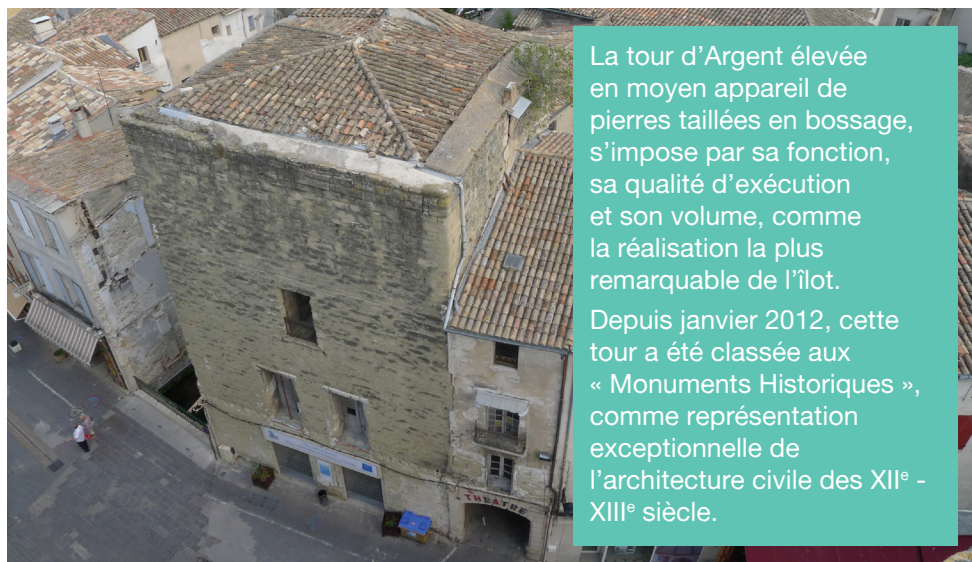 La tour d’Argent élevée
en moyen appareil de
pierres taillées en bossage,
s’impose par sa fonction,
sa qualité d’exécution
et son volume, comme
la réalisation la plus
remarquable de l’îlot.
Depuis janvier 2012, cette
tour a été classée aux
« Monuments Historiques »,
comme représentation
exceptionnelle de
l’architecture civile des XIIᵉ -
XIIIᵉ siècle.
THEATRE